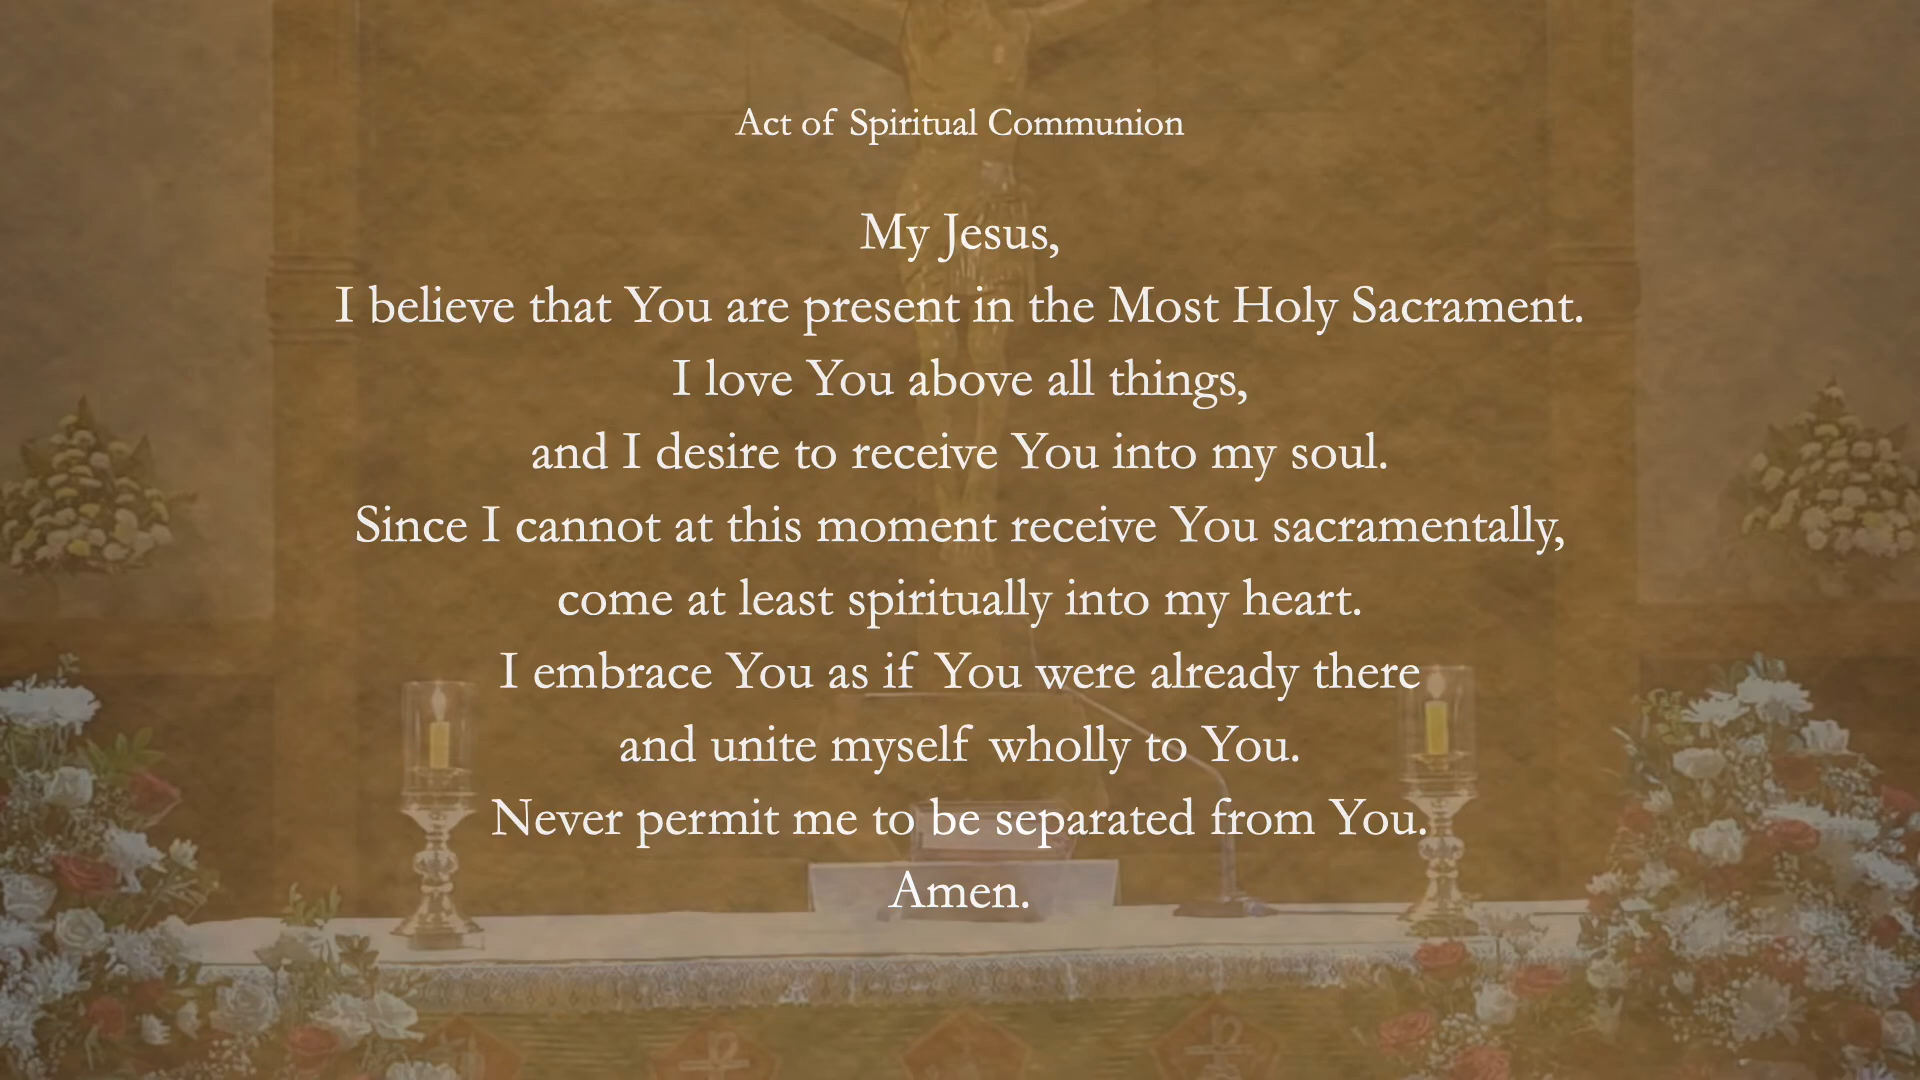 Act of Spiritual Communion
My Jesus,
I believe that You are present in the Most Holy Sacrament.
I love You above all things,
and I desire to receive You into my soul.
Since I cannot at this moment receive You sacramentally,
come at least spiritually into my heart.
I embrace You as if You were already there
and unite myself wholly to You.
Never permit me to be separated from You.
Amen.